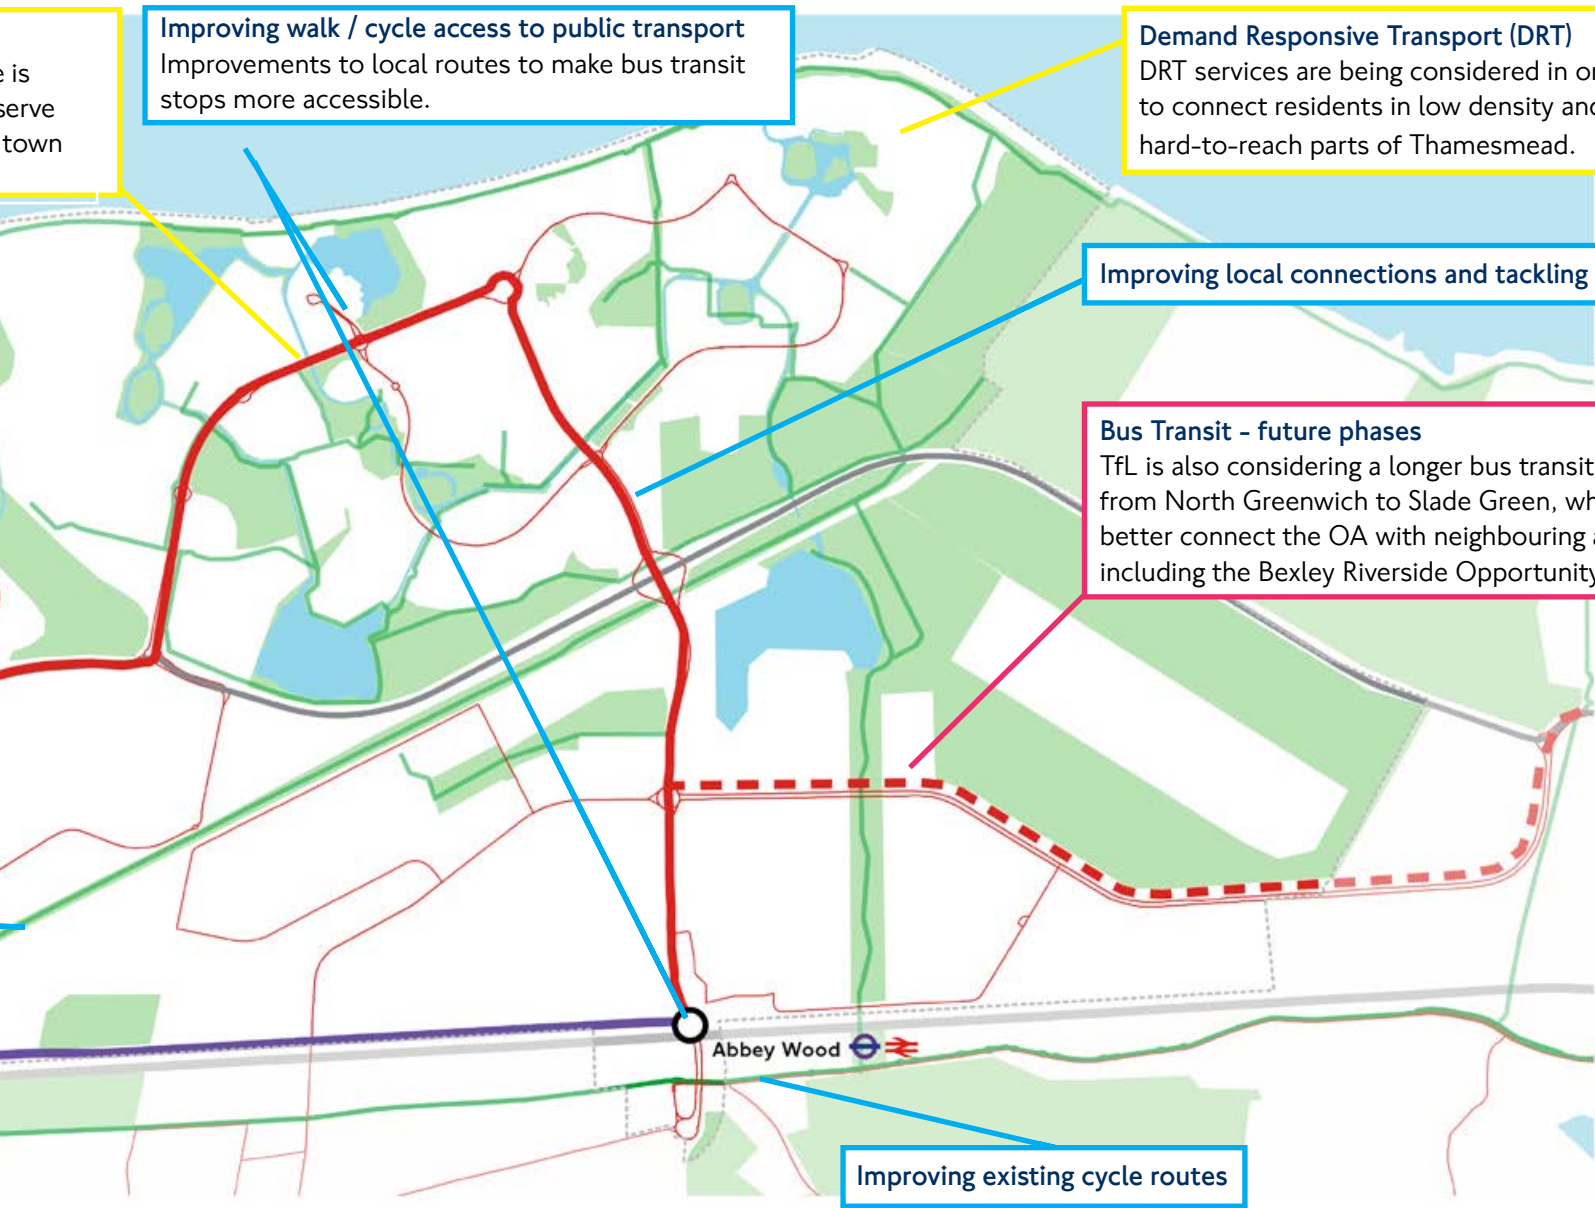 e is
serve
town
Improving walk / cycle access to public transport
Improvements to local routes to make bus transit
stops more accessible.
Demand Responsive Transport (DRT)
DRT services are being considered in or
to connect residents in low density and
hard-to-reach parts of Thamesmead.
Improving local connections and tackling
Bus Transit - future phases
TfL is also considering a longer bus transit
from North Greenwich to Slade Green, wh
better connect the OA with neighbouring a
including the Bexley Riverside Opportunity
Abbey Wood
Improving existing cycle routes